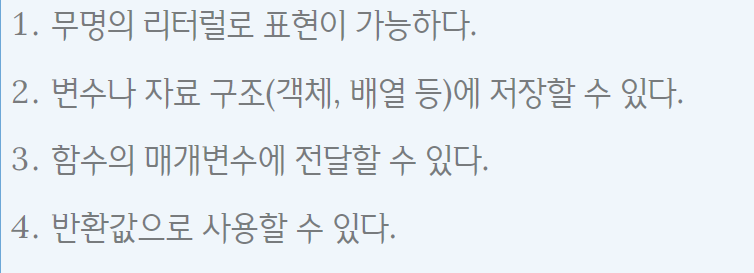 1. 무명의 리터럴로 표현이 가능하다.
2. 변수나 자료 구조(객체, 배열 등)에 저장할 수 있다.
3. 함수의 매개변수에 전달할 수 있다.
4. 반환값으로 사용할 수 있다.